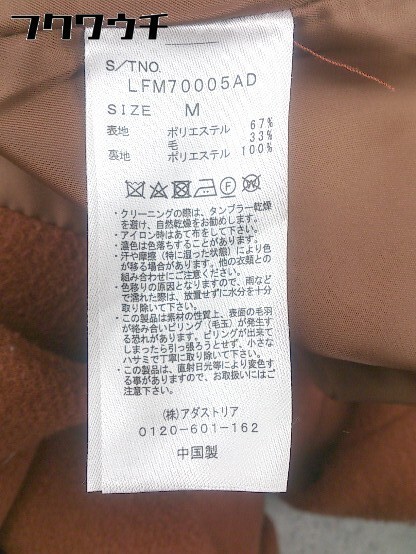 フクウウチ
S/TNO.
LFM70005AD
SIZE M
表地 ポリエステル 67%
毛 33%
裏地 ポリエステル 100%
・クリーニングの際は、タンブラー乾燥
を避け、自然乾燥をお勧めします。
・アイロン時はあて布をして下さい。
・濃色は色落ちすることがあります。
・汗や摩擦（特に湿った状態）により色
が移る場合があります。他のお衣類との
組み合わせにご注意ください。
・色移りの原因となりますので、雨など
で濡れた際は、放置せずに水分を十分
取り除いて下さい。
・この製品は素材の性質上、表面の毛羽
が絡み合いピリング（毛玉）が発生す
る恐れがあります。ピリングが出来て
しまったら引っ張ろうとせず、小さな
ハサミで丁寧に取り除いて下さい。
・この製品は、直射日光等により変色す
る事がありますので、お取扱いにはご
注意下さい。
(株)アダストリア
0120-601-162
中国製